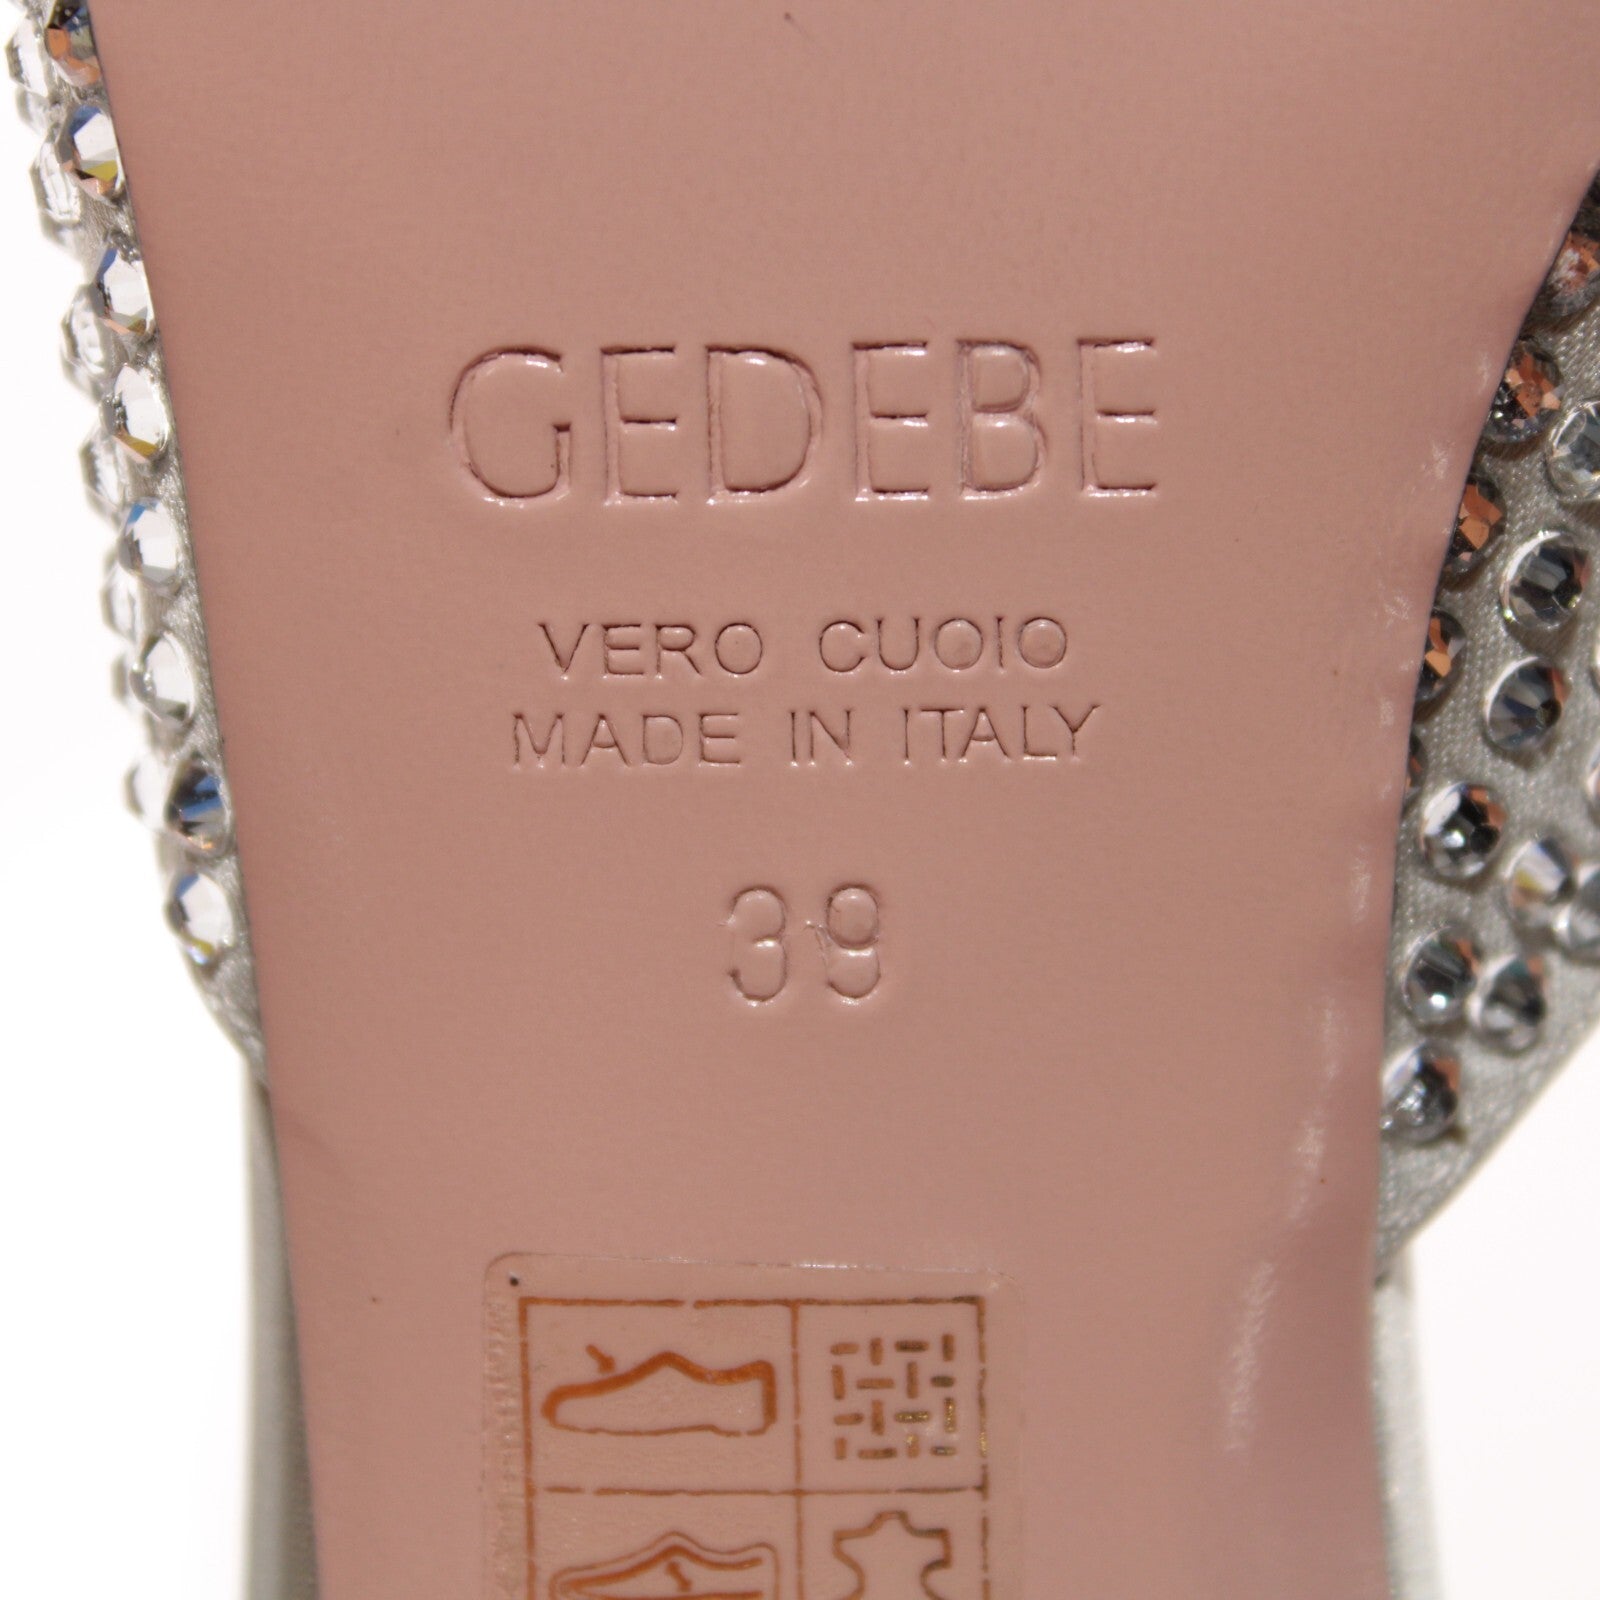 GEDEBE
VERO CUOIO
MADE IN ITALY
39